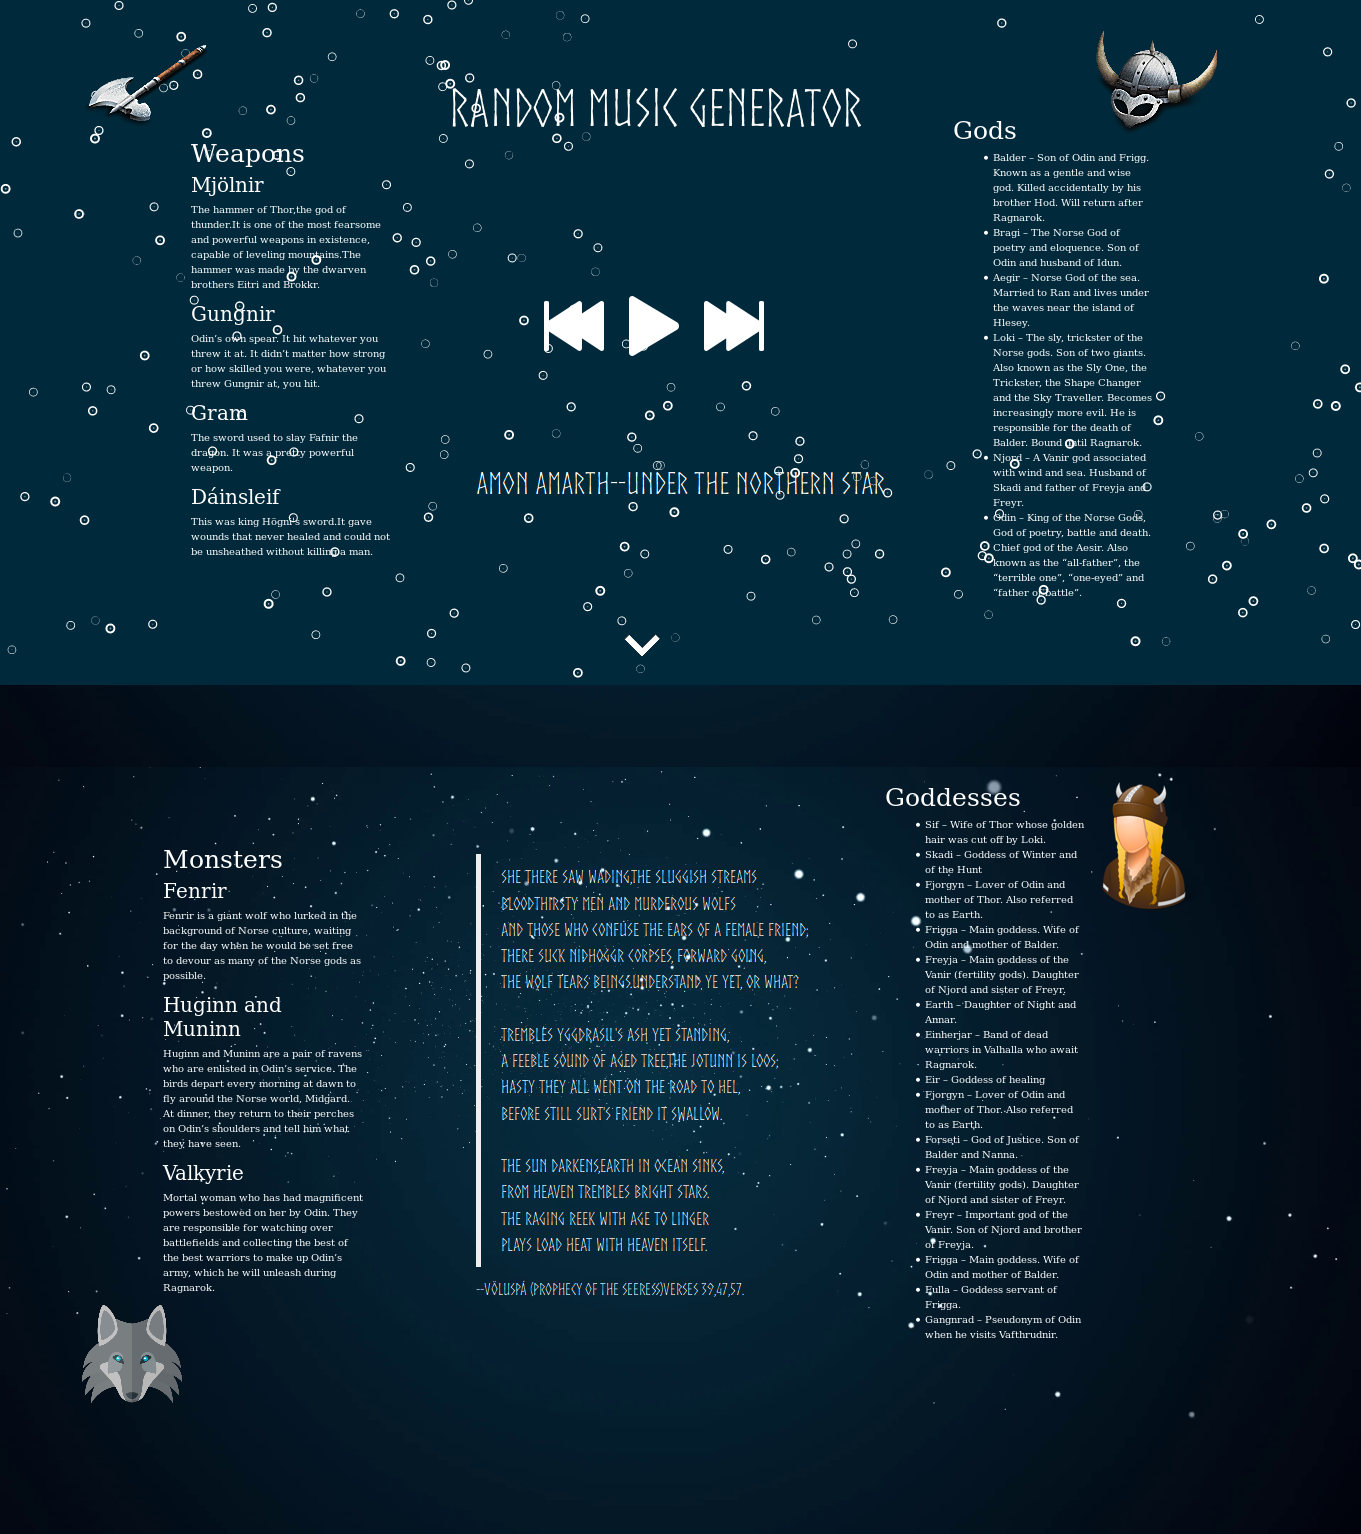 RANDOM MUSIC GENERATOR
Weapons
Mjölnir
The hammer of Thor,the god of
thunder.It is one of the most fearsome
and powerful weapons in existence,
capable of leveling mountains.The
hammer was made by the dwarven
brothers Eitri and Brokkr.
Gungnir
Odin’s own spear. It hit whatever you
threw it at. It didn’t matter how strong
or how skilled you were, whatever you
threw Gungnir at, you hit.
Gram
The sword used to slay Fafnir the
dragon. It was a pretty powerful
weapon.
Dáinsleif
This was king Högni's sword.It gave
wounds that never healed and could not
be unsheathed without killing a man.
AMON AMARTH--UNDER THE NORTHERN STAR
Gods
Balder – Son of Odin and Frigg.
Known as a gentle and wise
god. Killed accidentally by his
brother Hod. Will return after
Ragnarok.
Bragi – The Norse God of
poetry and eloquence. Son of
Odin and husband of Idun.
Aegir – Norse God of the sea.
Married to Ran and lives under
the waves near the island of
Hlesey.
Loki – The sly, trickster of the
Norse gods. Son of two giants.
Also known as the Sly One, the
Trickster, the Shape Changer
and the Sky Traveller. Becomes
increasingly more evil. He is
responsible for the death of
Balder. Bound until Ragnarok.
Njord – A Vanir god associated
with wind and sea. Husband of
Skadi and father of Freyja and
Freyr.
Odin – King of the Norse Gods,
God of poetry, battle and death.
Chief god of the Aesir. Also
known as the “all-father”, the
“terrible one”, “one-eyed” and
“father of battle”.
Monsters
Fenrir
Fenrir is a giant wolf who lurked in the
background of Norse culture, waiting
for the day when he would be set free
to devour as many of the Norse gods as
possible.
Huginn and
Muninn
Huginn and Muninn are a pair of ravens
who are enlisted in Odin’s service. The
birds depart every morning at dawn to
fly around the Norse world, Midgard.
At dinner, they return to their perches
on Odin’s shoulders and tell him what
they have seen.
Valkyrie
Mortal woman who has had magnificent
powers bestowed on her by Odin. They
are responsible for watching over
battlefields and collecting the best of
the best warriors to make up Odin’s
army, which he will unleash during
Ragnarok.
SHE THERE SAW WADING,THE SLUGGISH STREAMS
BLOODTHIRSTY MEN AND MURDEROUS WOLFS
AND THOSE WHO CONFUSE THE EARS OF A FEMALE FRIEND;
THERE SUCK NIDHOGGR CORPSES, FORWARD GOING,
THE WOLF TEARS BEINGS.UNDERSTAND YE YET, OR WHAT?
TREMBLES YGGDRASIL'S ASH YET STANDING,
A FEEBLE SOUND OF AGED TREE,THE JOTUNN IS LOOS;
HASTY THEY ALL WENT ON THE ROAD TO HEL,
BEFORE STILL SURT'S FRIEND IT SWALLOW.
THE SUN DARKENS,EARTH IN OCEAN SINKS,
FROM HEAVEN TREMBLES BRIGHT STARS.
THE RAGING REEK WITH AGE TO LINGER
PLAYS LOAD HEAT WITH HEAVEN ITSELF.
--VÖLUSPÁ (PROPHECY OF THE SEERESS)VERSES 39,47,57.
Goddesses
Sif – Wife of Thor whose golden
hair was cut off by Loki.
Skadi – Goddess of Winter and
of the Hunt
Fjorgyn – Lover of Odin and
mother of Thor. Also referred
to as Earth.
Frigga – Main goddess. Wife of
Odin and mother of Balder.
Freyja – Main goddess of the
Vanir (fertility gods). Daughter
of Njord and sister of Freyr,
Earth – Daughter of Night and
Annar.
Einherjar – Band of dead
warriors in Valhalla who await
Ragnarok.
Eir – Goddess of healing
Fjorgyn – Lover of Odin and
mother of Thor. Also referred
to as Earth.
Forseti – God of Justice. Son of
Balder and Nanna.
Freyja – Main goddess of the
Vanir (fertility gods). Daughter
of Njord and sister of Freyr.
Freyr – Important god of the
Vanir. Son of Njord and brother
of Freyja.
Frigga – Main goddess. Wife of
Odin and mother of Balder.
Fulla – Goddess servant of
Frigga.
Gangnrad – Pseudonym of Odin
when he visits Vafthrudnir.